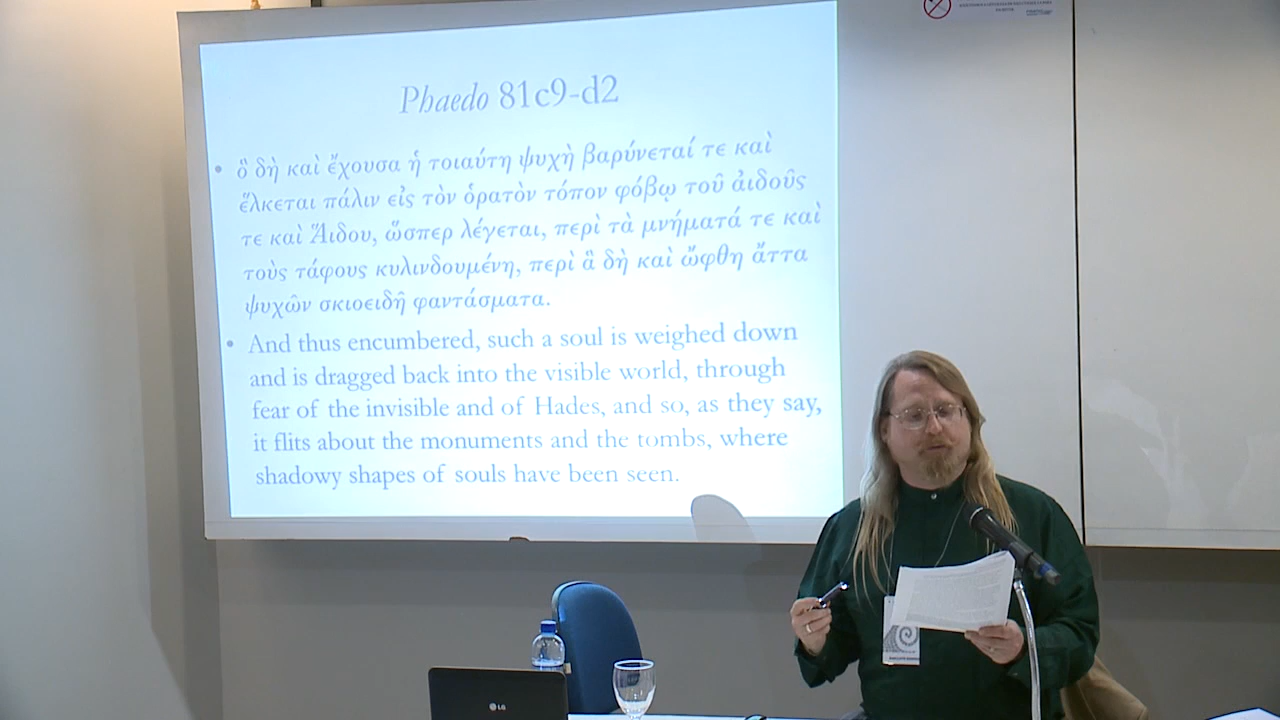 Phaedo 81c9-d2
• ὃ δὴ καὶ ἔχουσα ἡ τοιαύτη ψυχὴ βαρύνεταί τε καὶ
ἕλκεται πάλιν εἰς τὸν ὁρατὸν τόπον φόβῳ τοῦ ἀιδοῦς
τε καὶ Ἅιδου, ὥσπερ λέγεται, περὶ τὰ μνήματά τε καὶ
τοὺς τάφους κυλινδουμένη, περὶ ἃ δὴ καὶ ὤφθη ἄττα
ψυχῶν σκιοειδῆ φαντάσματα.
• And thus encumbered, such a soul is weighed down
and is dragged back into the visible world, through
fear of the invisible and of Hades, and so, as they say,
it flits about the monuments and the tombs, where
shadowy shapes of souls have been seen.
LG